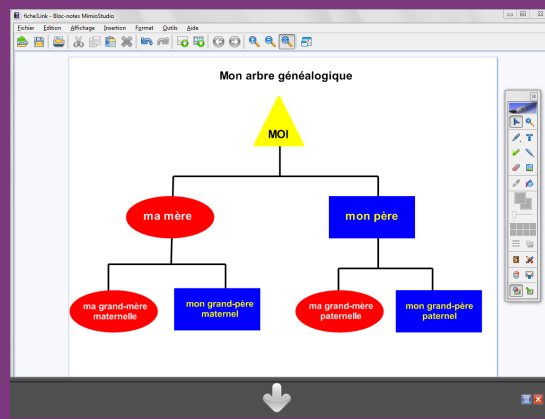 fiche3.ink - Bloc-notes MimioStudio
Fichier Edition Affichage Insertion Format Outils Aide
Mon arbre généalogique
MOI
ma mère
mon père
ma grand-mère
maternelle
mon grand-père
maternel
ma grand-mère
paternelle
mon grand-père
paternel